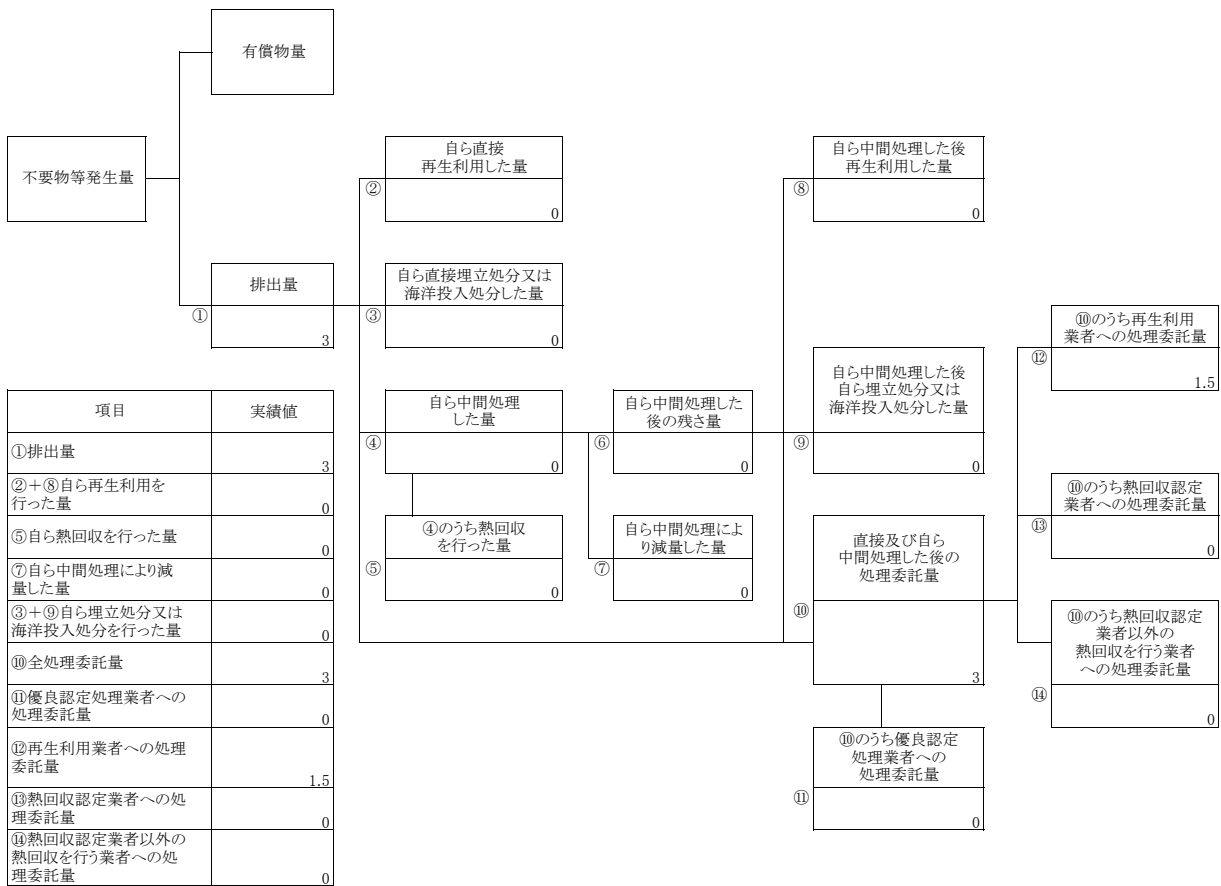 有償物量
不要物等発生量
排出量
①
3
自ら直接
再生利用した量
②
0
自ら直接埋立処分又は
海洋投入処分した量
③
0
自ら中間処理
した量
④
0
④のうち熱回収
を行った量
⑤
0
自ら中間処理した
後の残さ量
⑥
0
自ら中間処理によ
り減量した量
⑦
0
自ら中間処理した後
再生利用した量
⑧
0
自ら中間処理した後
自ら埋立処分又は
海洋投入処分した量
⑨
0
直接及び自ら
中間処理した後の
処理委託量
⑩
3
⑩のうち優良認定
処理業者への
処理委託量
⑪
0
⑩のうち再生利用
業者への処理委託量
⑫
1.5
⑩のうち熱回収認定
業者への処理委託量
⑬
0
⑩のうち熱回収認定
業者以外の
熱回収を行う業者
への処理委託量
⑭
0
項目 実績値
①排出量
3
②+⑧自ら再生利用を
行った量
0
⑤自ら熱回収を行った量
0
⑦自ら中間処理により減
量した量
0
③+⑨自ら埋立処分又は
海洋投入処分を行った量
0
⑩全処理委託量
3
⑪優良認定処理業者への
処理委託量
0
⑫再生利用業者への処理
委託量
1.5
⑬熱回収認定業者への処
理委託量
0
⑭熱回収認定業者以外の
熱回収を行う業者への処
理委託量
0